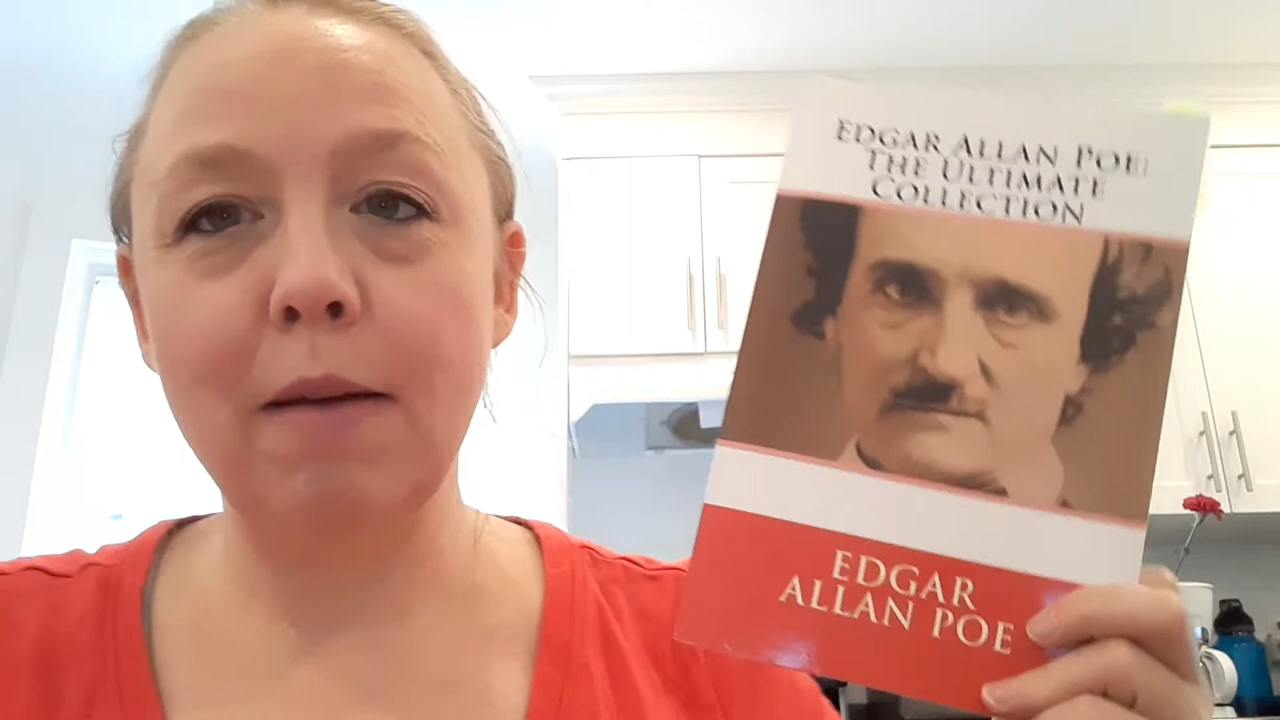 EDGAR ALLAN POE:
THE ULTIMATE
COLLECTION
EDGAR
ALLAN POE